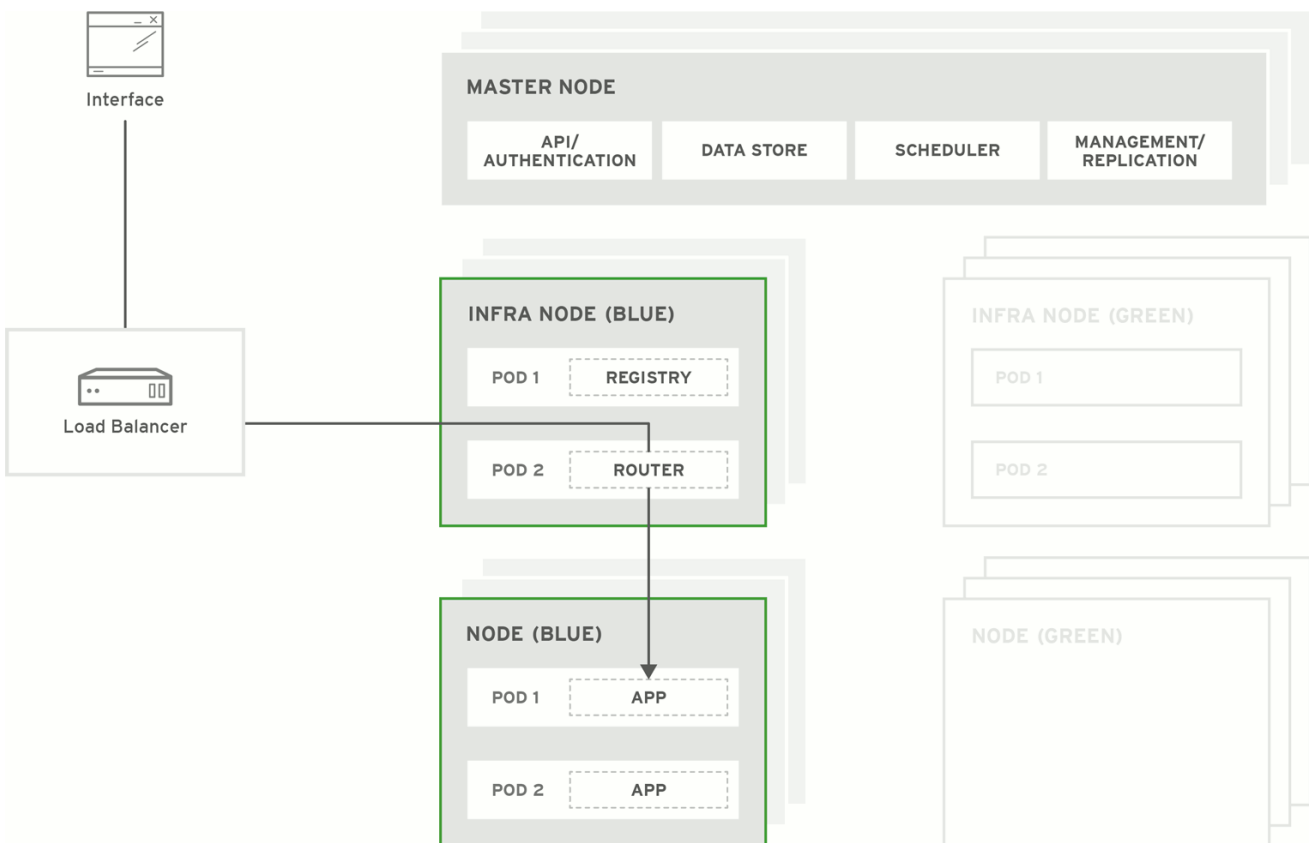 Interface
MASTER NODE
API/
AUTHENTICATION
DATA STORE
SCHEDULER
MANAGEMENT/
REPLICATION
Load Balancer
INFRA NODE (BLUE)
POD 1 REGISTRY
POD 2 ROUTER
INFRA NODE (GREEN)
POD 1
POD 2
NODE (BLUE)
POD 1 APP
POD 2 APP
NODE (GREEN)